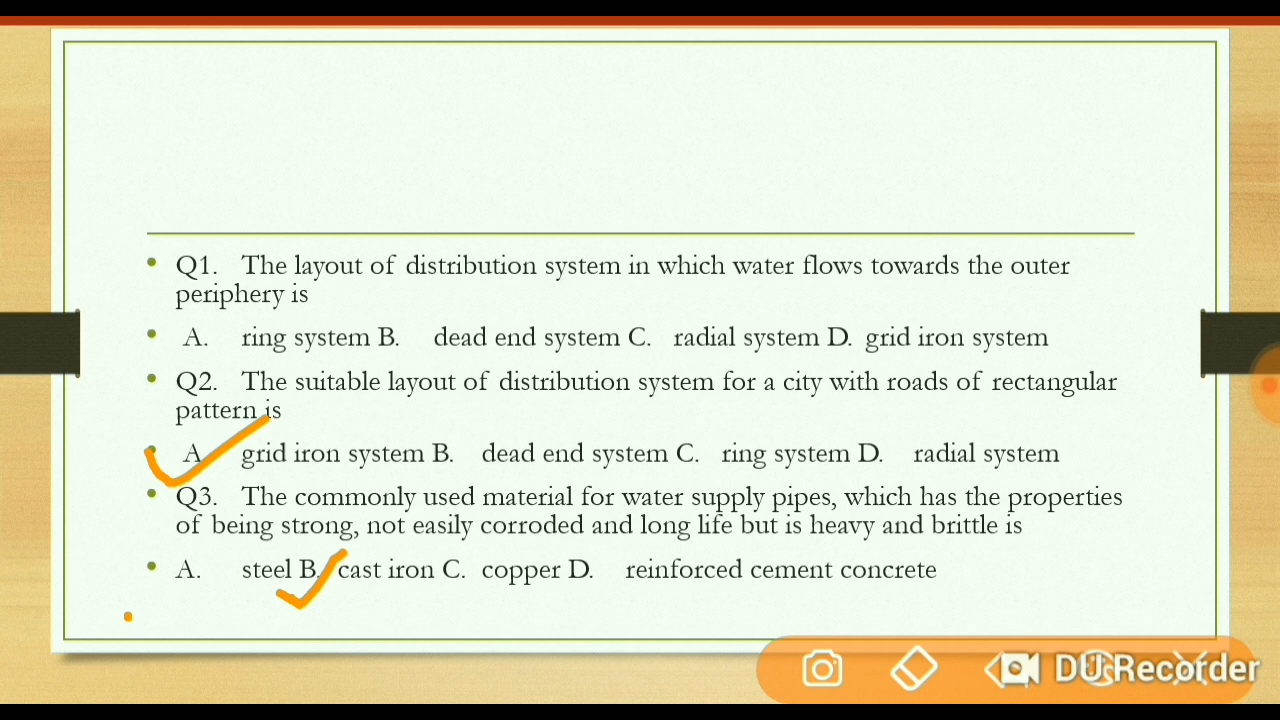 Q1. The layout of distribution system in which water flows towards the outer
periphery is
A. ring system B. dead end system C. radial system D. grid iron system
Q2. The suitable layout of distribution system for a city with roads of rectangular
pattern is
A. grid iron system B. dead end system C. ring system D. radial system
Q3. The commonly used material for water supply pipes, which has the properties
of being strong, not easily corroded and long life but is heavy and brittle is
A. steel B. cast iron C. copper D. reinforced cement concrete
DU Recorder